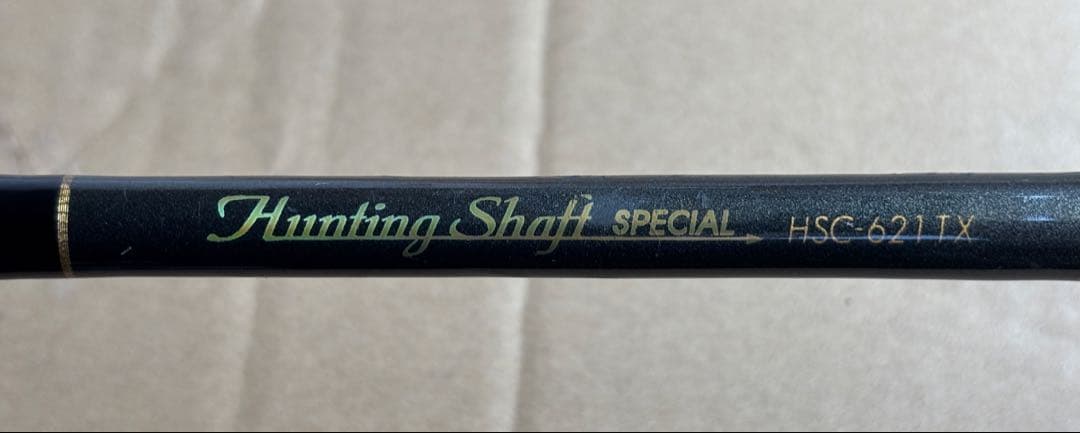 Hunting Shaft SPECIAL HSC-621TX